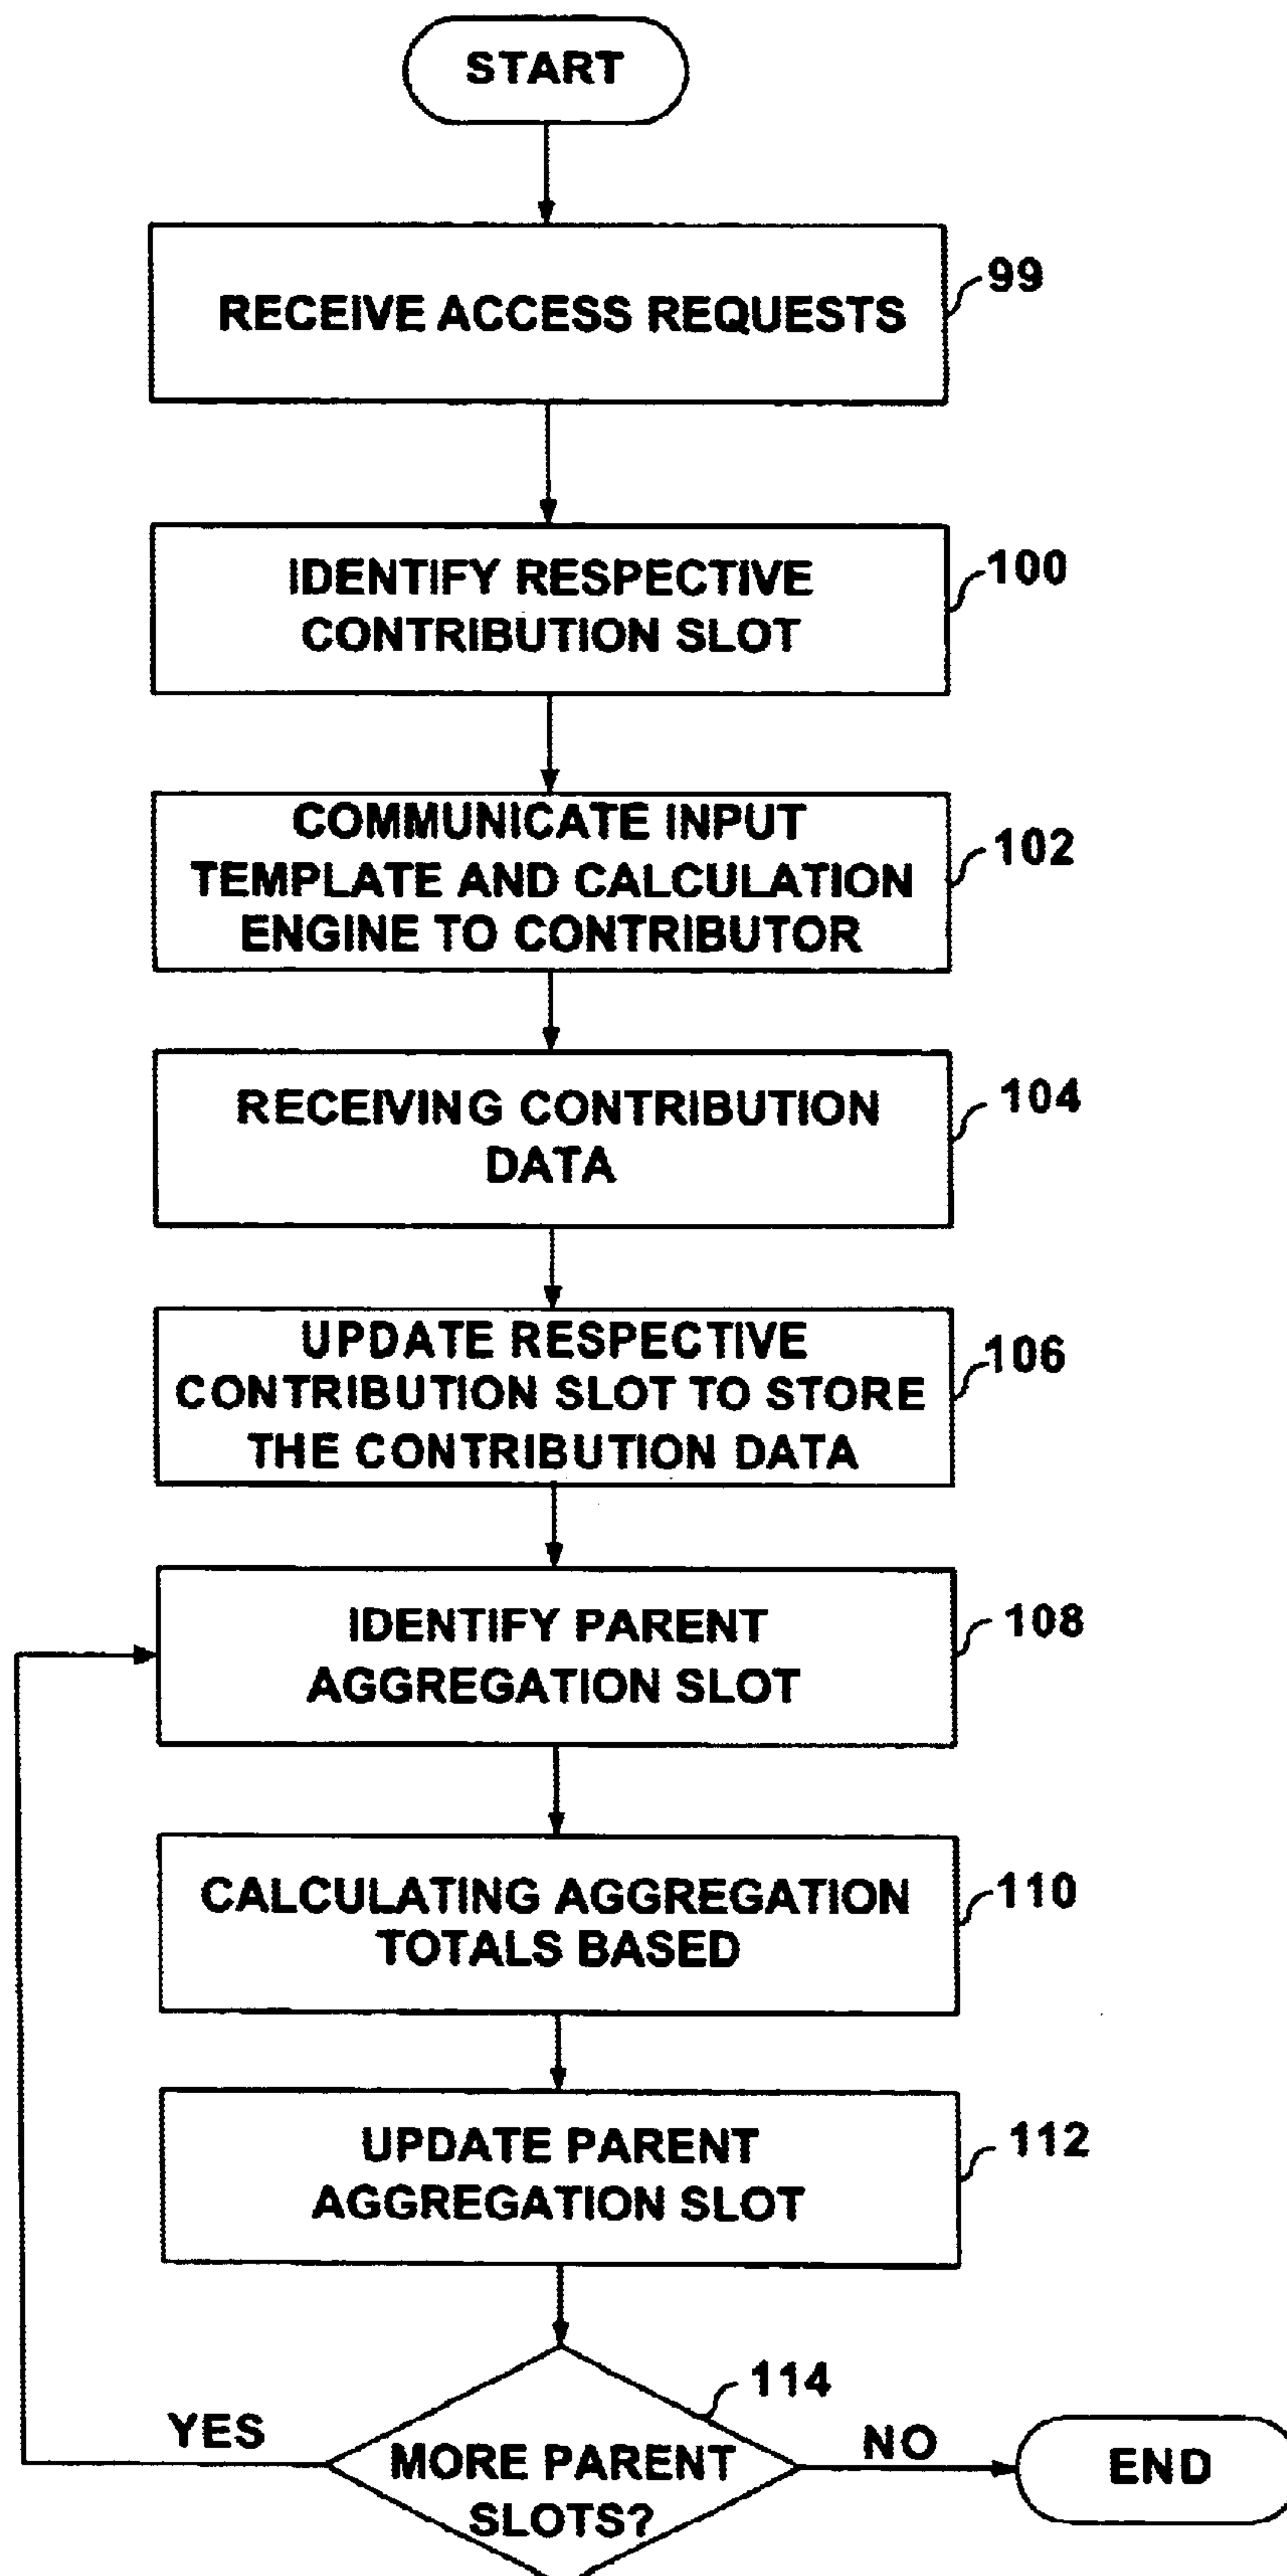 START
RECEIVE ACCESS REQUESTS
99
IDENTIFY RESPECTIVE
CONTRIBUTION SLOT
100
COMMUNICATE INPUT
TEMPLATE AND CALCULATION
ENGINE TO CONTRIBUTOR
102
RECEIVING CONTRIBUTION
DATA
104
UPDATE RESPECTIVE
CONTRIBUTION SLOT TO STORE
THE CONTRIBUTION DATA
106
IDENTIFY PARENT
AGGREGATION SLOT
108
CALCULATING AGGREGATION
TOTALS BASED
110
UPDATE PARENT
AGGREGATION SLOT
112
114
YES
MORE PARENT
SLOTS?
NO
END